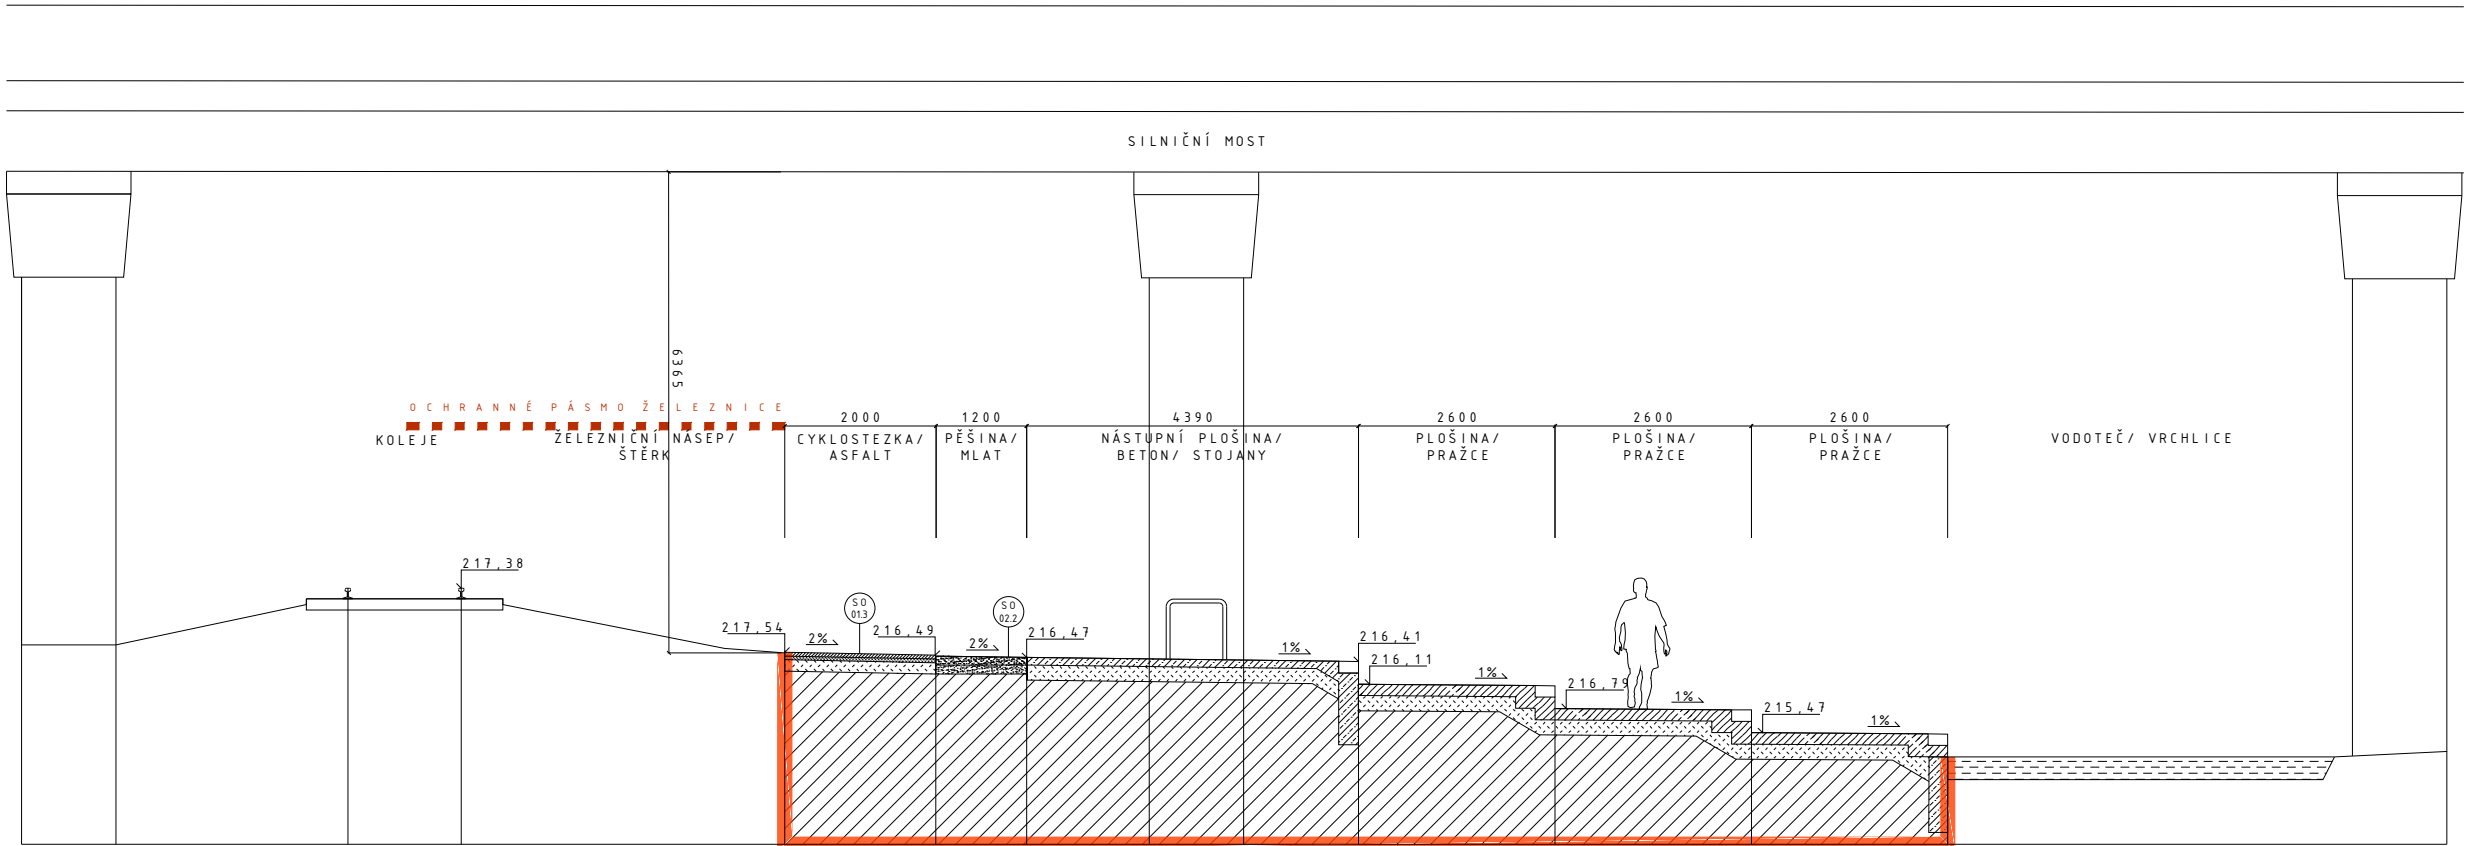 SILNIČNÍ MOST
6365
OCHRANNÉ PÁSMO ŽELEZNICE
2000
1200
4390
2600
2600
2600
KOLEJE
ŽELEZNIČNÍ NÁSEP/
ŠTĚRK
CYKLOSTEZKA/
ASFALT
PĚŠINA/
MLAT
NÁSTUPNÍ PLOŠINA/
BETON/ STOJANY
PLOŠINA/
PRAŽCE
PLOŠINA/
PRAŽCE
PLOŠINA/
PRAŽCE
VODOTEČ/ VRCHLICE
217,38
SO
01.3
SO
02.2
217,54
2%
216,49
2%
216,47
1%
216,41
216,11
1%
216,79
1%
215,47
1%